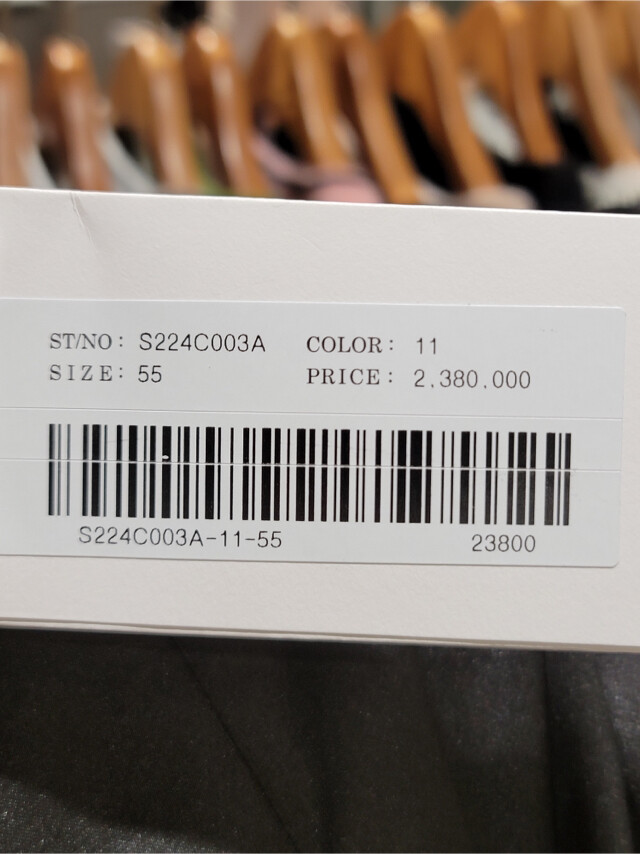 ST/NO: S224C003A COLOR: 11
SIZE: 55 PRICE: 2,380,000
S224C003A-11-55 23800